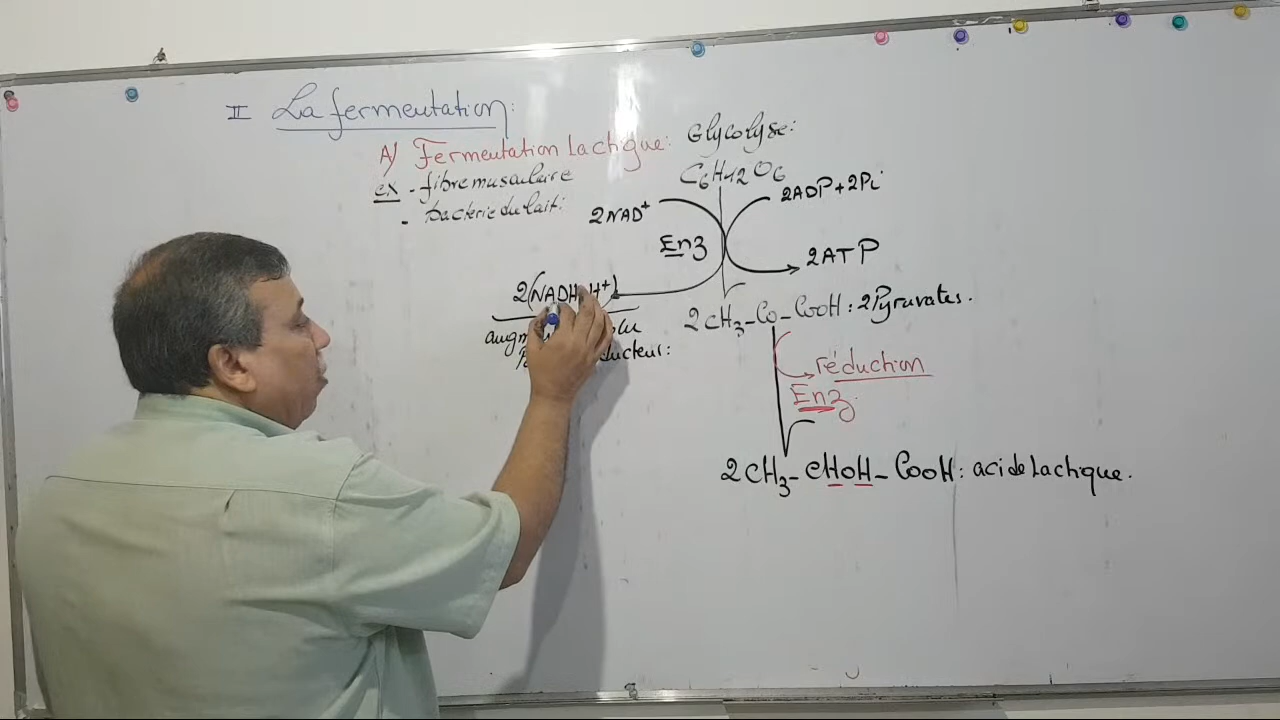 II La fermentation:
A) Fermentation Lactique:
ex - fibre musculaire
- bacterie du lait:
Glycolyse:
C6H12O6
2NAD+
2ADP + 2Pi
Enz
2ATP
2(NADH H+)
2CH3-Co-CooH: 2Pyruvates.
réduction
Enz
2CH3-CHoH-CooH: acide Lactique.